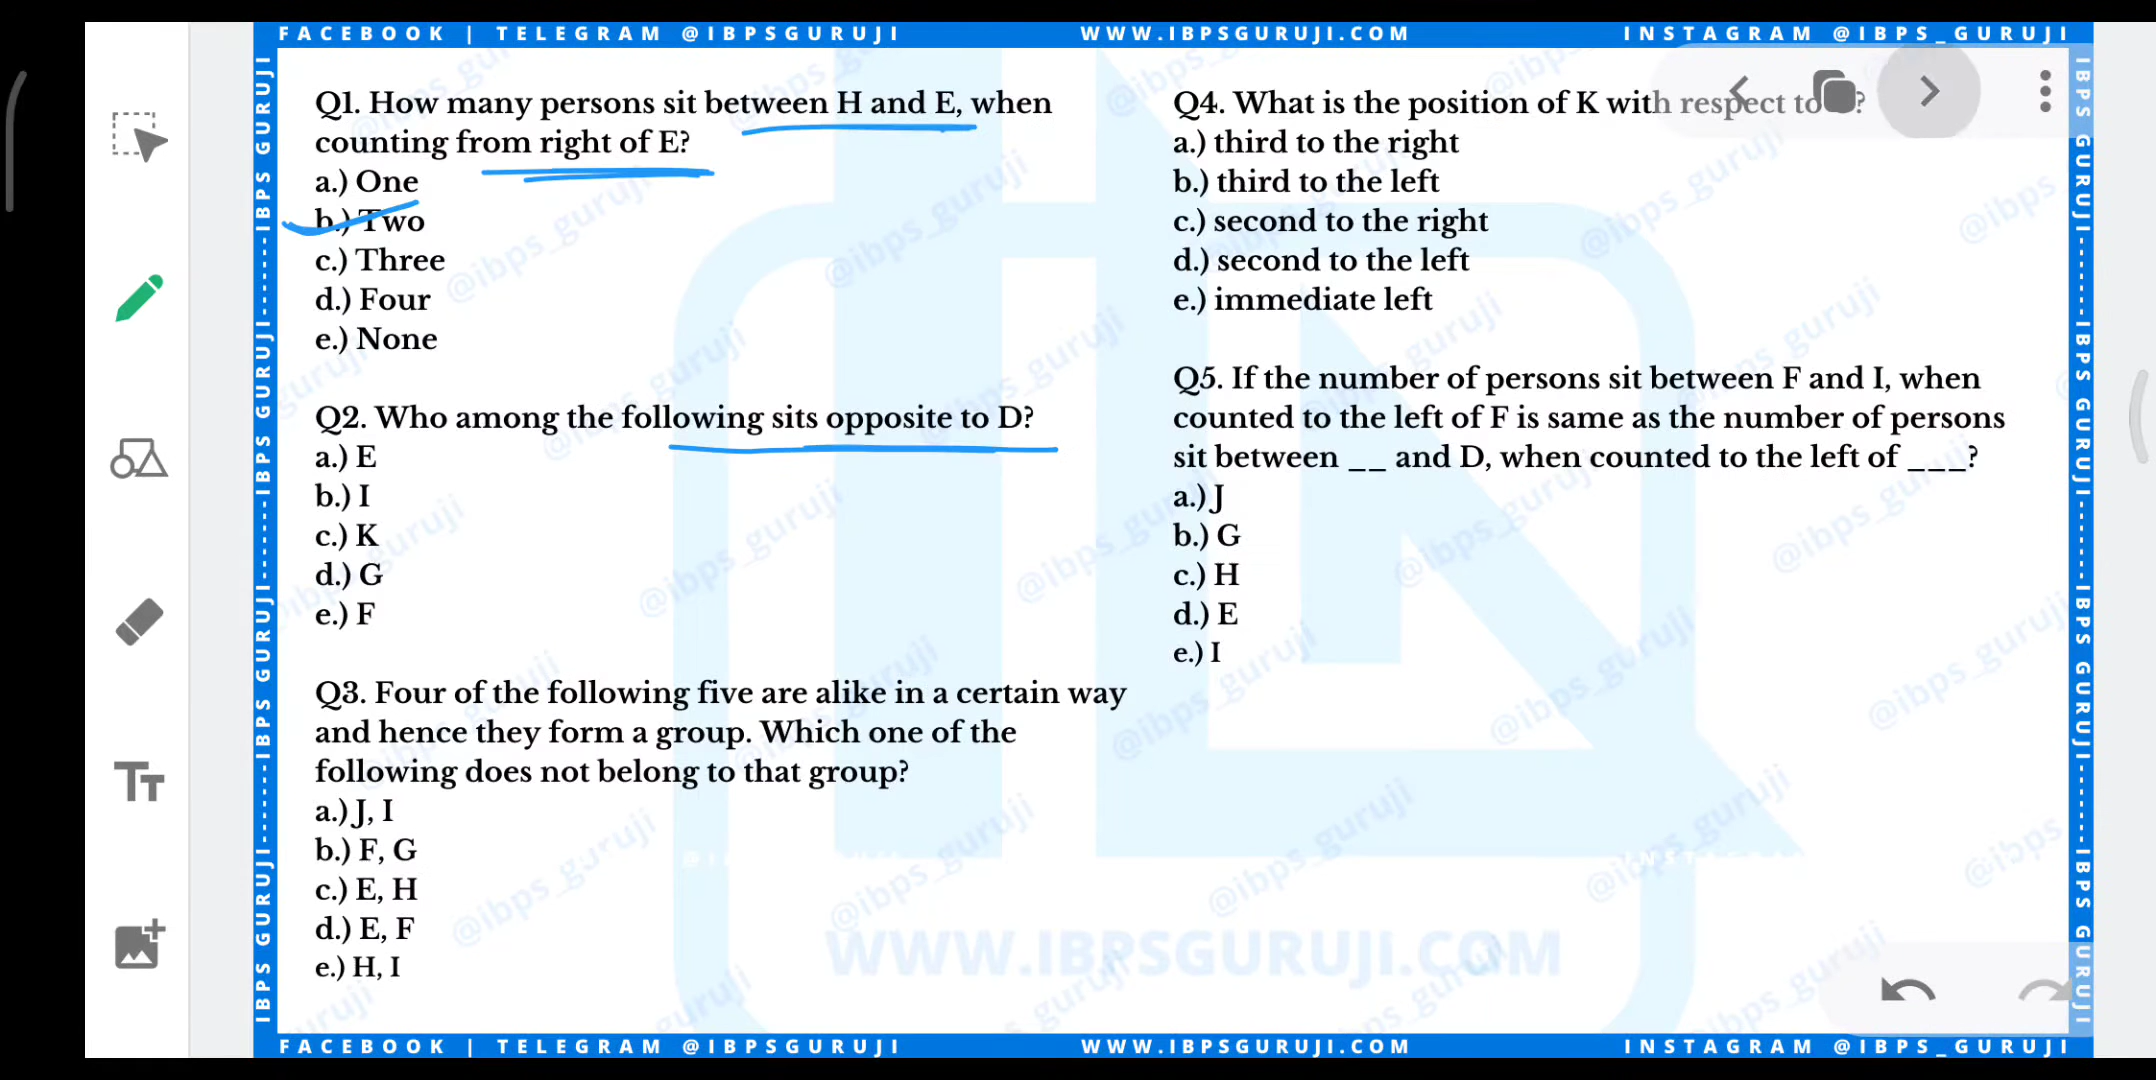 FACEBOOK | TELEGRAM @IBPSGURUJI WWW.IBPSGURUJI.COM INSTAGRAM @IBPS_GURUJI
Q1. How many persons sit between H and E, when
counting from right of E?
a.) One
b.) Two
c.) Three
d.) Four
e.) None
Q2. Who among the following sits opposite to D?
a.) E
b.) I
c.) K
d.) G
e.) F
Q3. Four of the following five are alike in a certain way
and hence they form a group. Which one of the
following does not belong to that group?
a.) J, I
b.) F, G
c.) E, H
d.) E, F
e.) H, I
Q4. What is the position of K with respect to ?
a.) third to the right
b.) third to the left
c.) second to the right
d.) second to the left
e.) immediate left
Q5. If the number of persons sit between F and I, when
counted to the left of F is same as the number of persons
sit between __ and D, when counted to the left of ___?
a.) J
b.) G
c.) H
d.) E
e.) I
WWW.IBPSGURUJI.COM
FACEBOOK | TELEGRAM @IBPSGURUJI WWW.IBPSGURUJI.COM INSTAGRAM @IBPS_GURUJI